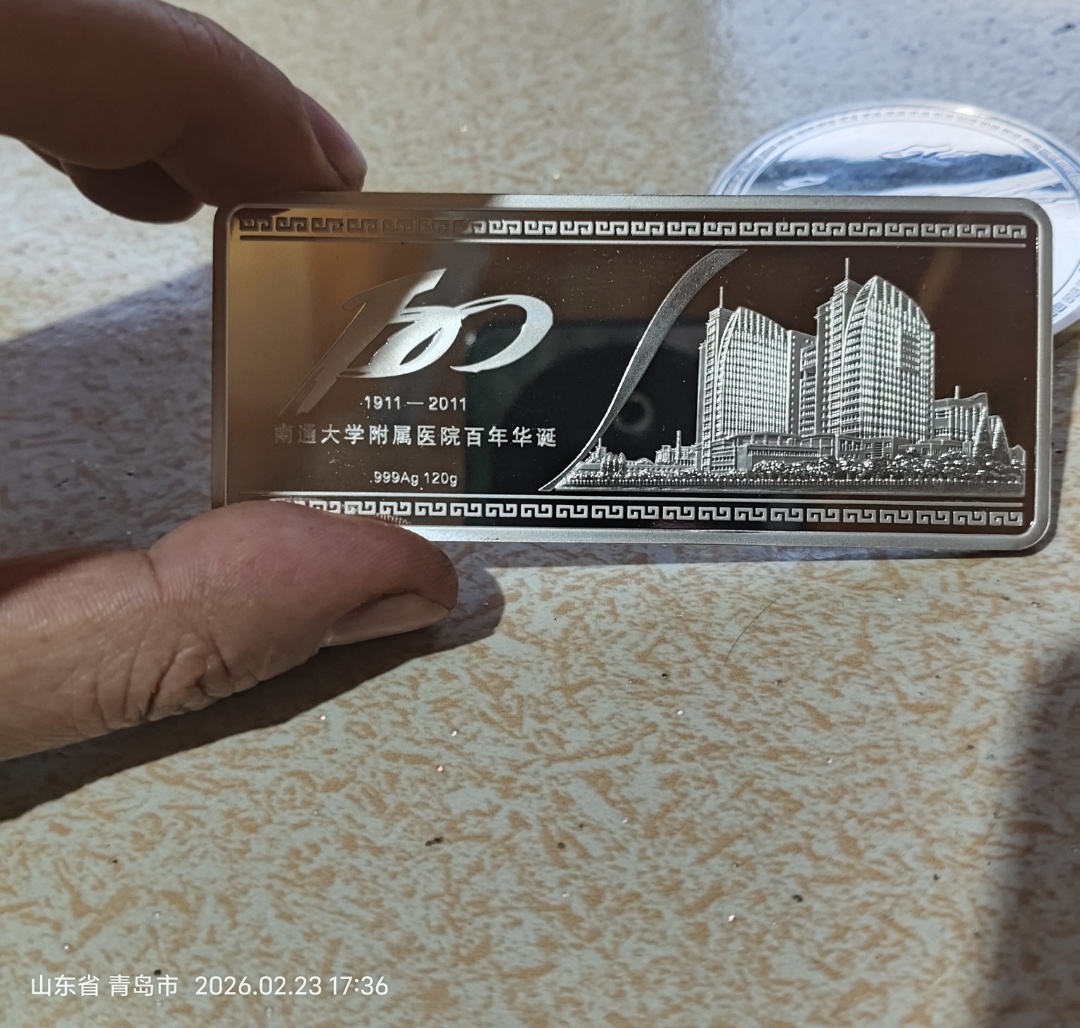 100
1911—2011
南通大学附属医院百年华诞
.999Ag 120g
山东省 青岛市 2026.02.23 17:36